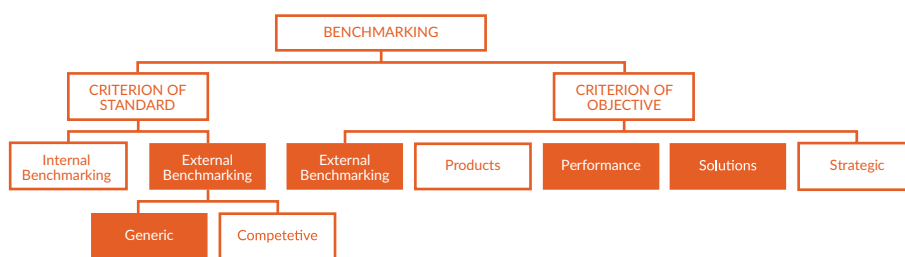 BENCHMARKING
CRITERION OF
STANDARD
CRITERION OF
OBJECTIVE
Internal
Benchmarking
External
Benchmarking
External
Benchmarking
Products
Performance
Solutions
Strategic
Generic
Competetive